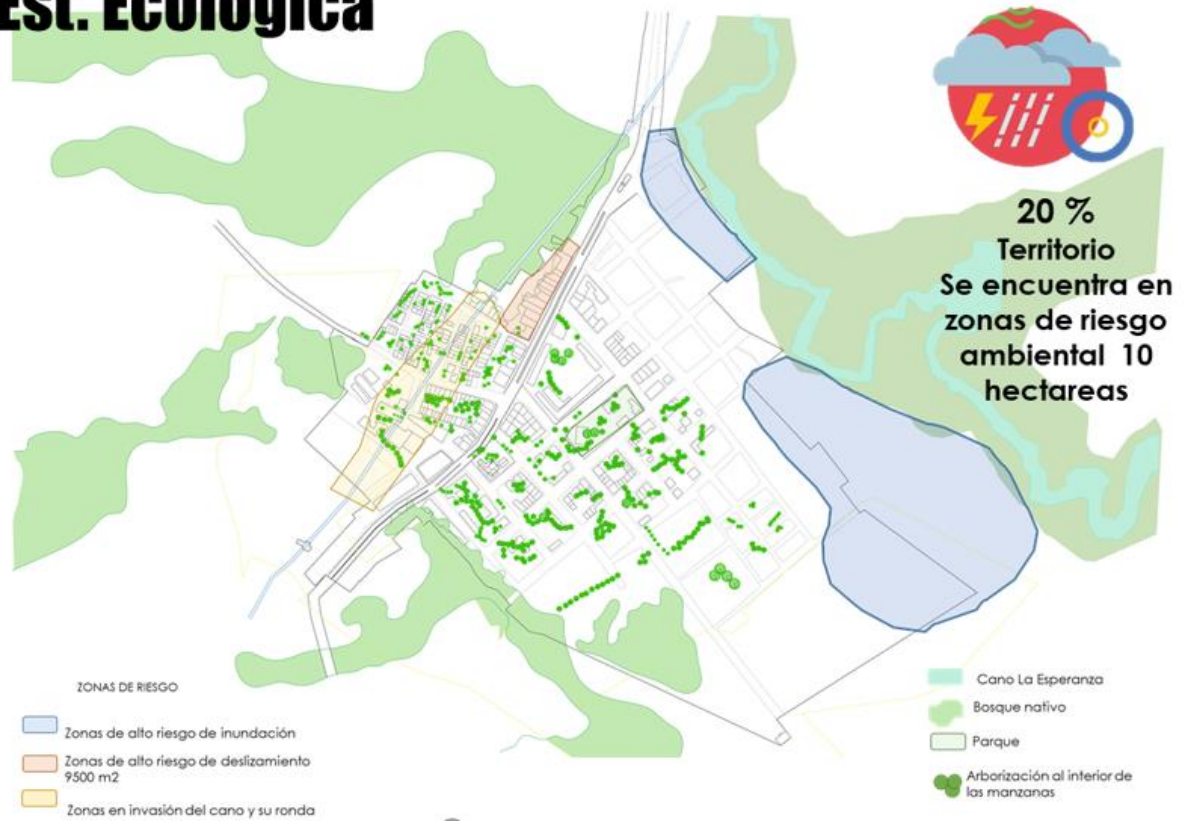 Est. Ecológica
20 %
Territorio
Se encuentra en
zonas de riesgo
ambiental 10
hectareas
ZONAS DE RIESGO
Zonas de alto riesgo de inundación
Zonas de alto riesgo de deslizamiento
9500 m2
Zonas en invasión del cano y su ronda
Cano La Esperanza
Bosque nativo
Parque
Arborización al interior de
las manzanas